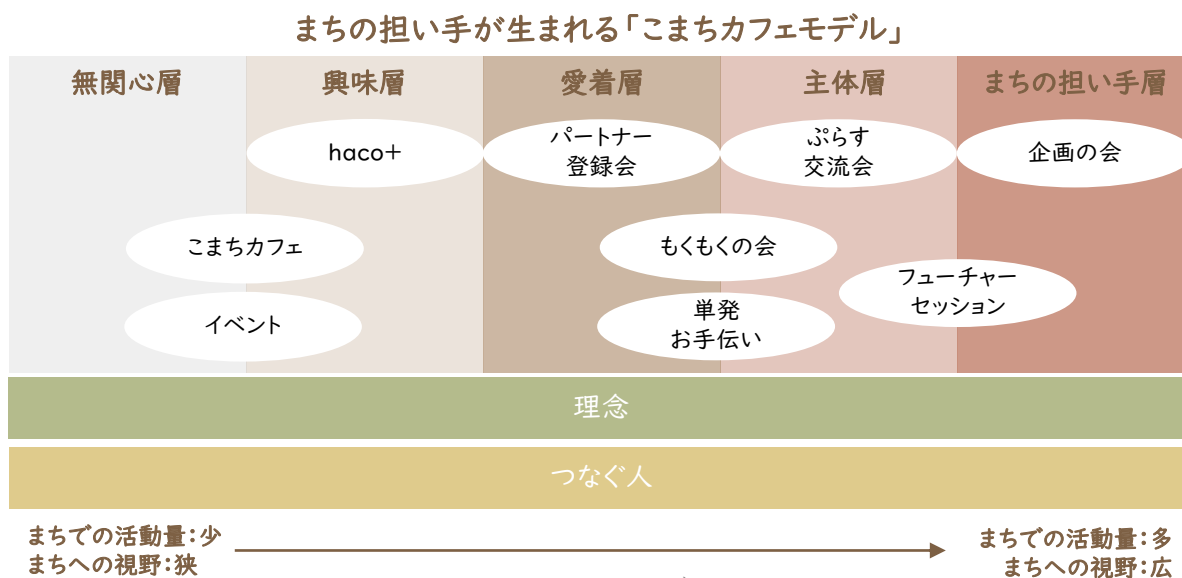 まちの担い手が生まれる「こまちカフェモデル」
無関心層
興味層
愛着層
主体層
まちの担い手層
haco+
パートナー
登録会
ぷらす
交流会
企画の会
こまちカフェ
もくもくの会
フューチャー
セッション
イベント
単発
お手伝い
理念
つなぐ人
まちでの活動量:少
まちへの視野:狭
まちでの活動量:多
まちへの視野:広